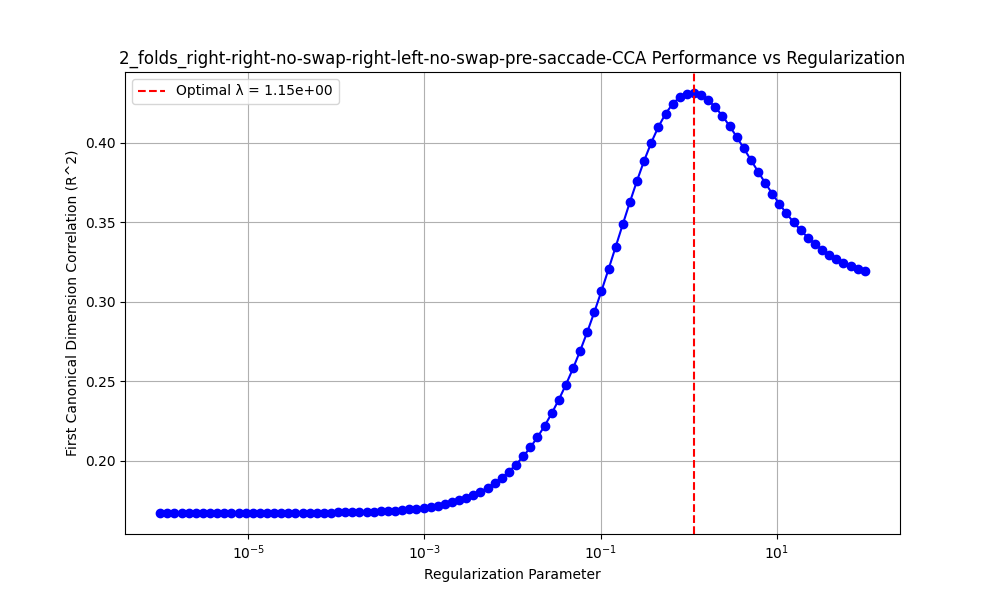 2_folds_right-right-no-swap-right-left-no-swap-pre-saccade-CCA Performance vs Regularization
Optimal λ = 1.15e+00
First Canonical Dimension Correlation (R^2)
0.40
0.35
0.30
0.25
0.20
10⁻⁵
10⁻³
10⁻¹
10¹
Regularization Parameter